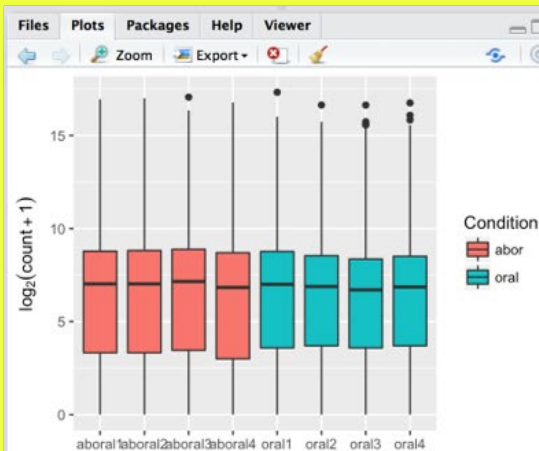 Files Plots Packages Help Viewer
Zoom Export
15
10
5
0
log2(count + 1)
aboral1 aboral2 aboral3 aboral4 oral1 oral2 oral3 oral4
Condition
abor
oral